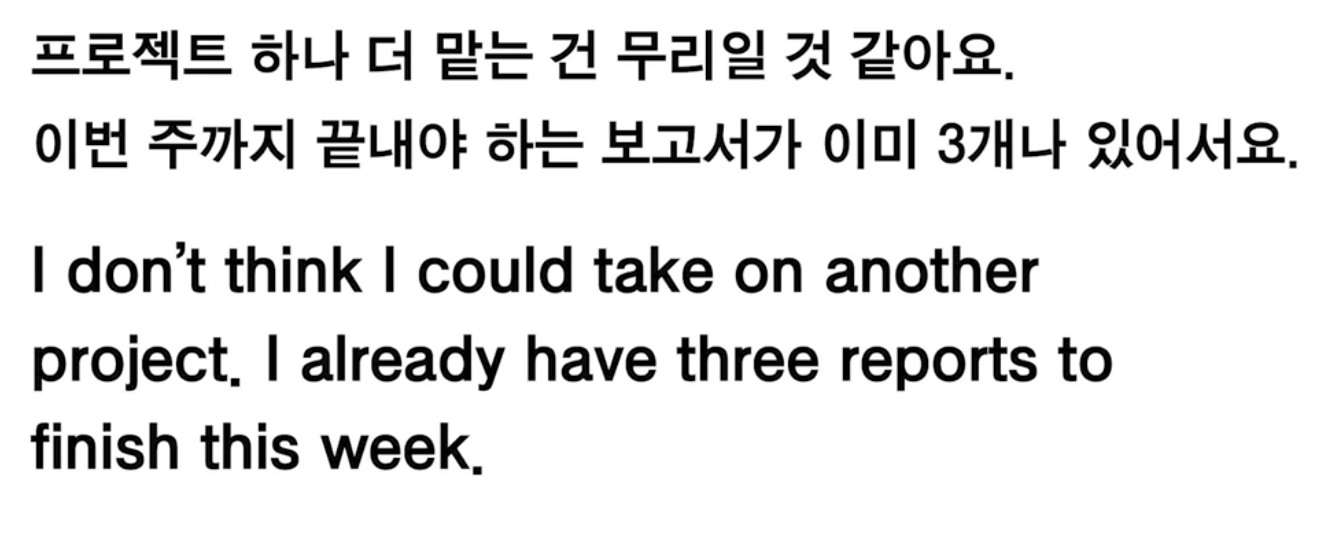 프로젝트 하나 더 맡는 건 무리일 것 같아요.
이번 주까지 끝내야 하는 보고서가 이미 3개나 있어서요.
I don’t think I could take on another
project. I already have three reports to
finish this week.